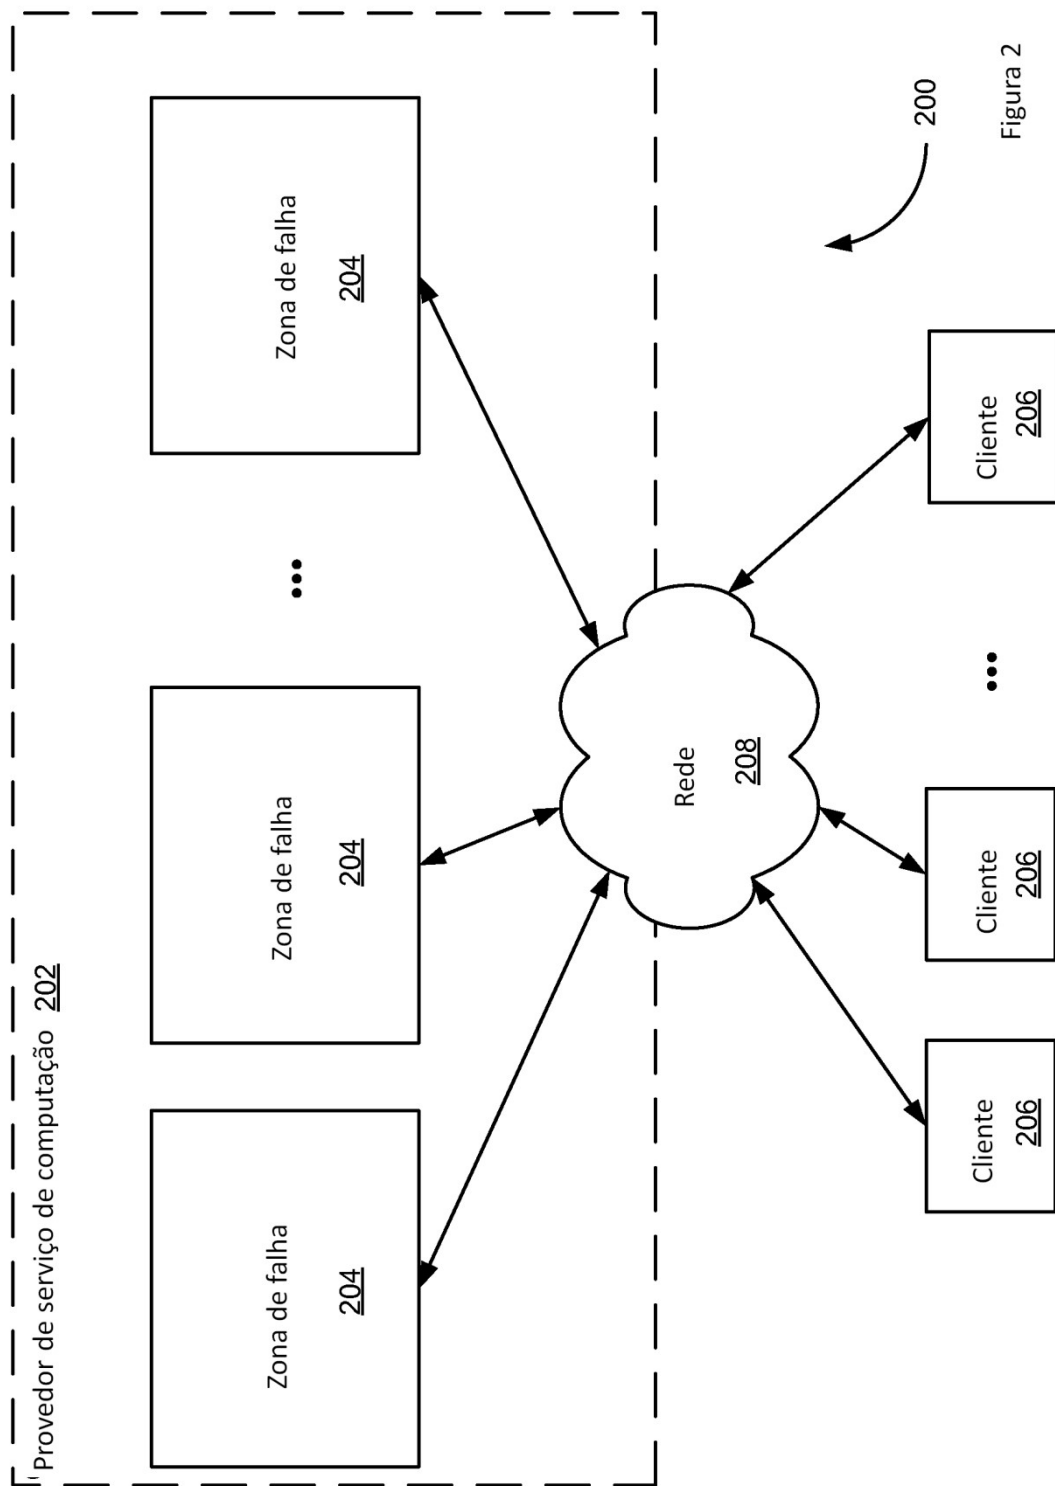 Provedor de serviço de computação 202
Zona de falha
204
Zona de falha
204
Zona de falha
204
...
Rede
208
Cliente
206
Cliente
206
Cliente
206
...
200
Figura 2